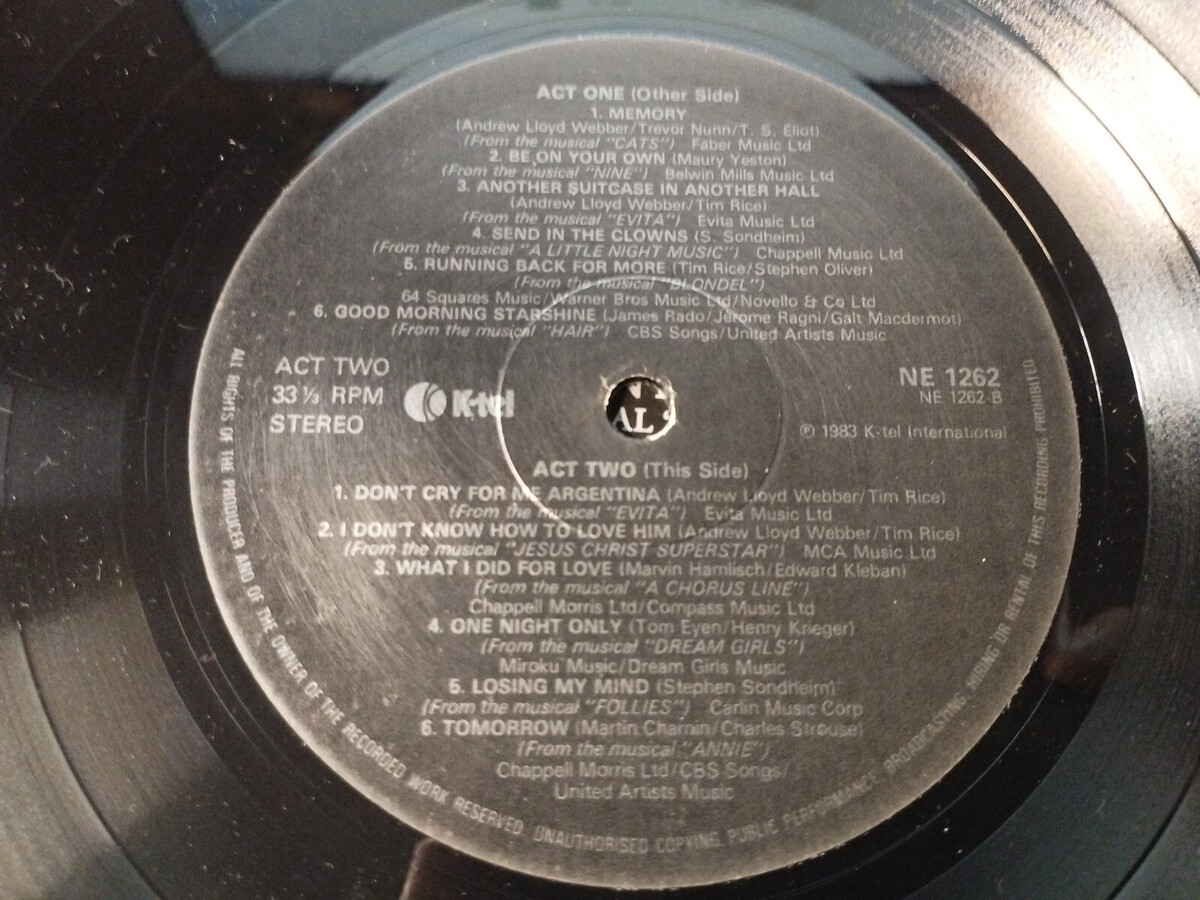 ACT ONE (Other Side)
1. MEMORY
(Andrew Lloyd Webber/Trevor Nunn/T. S. Eliot)
(From the musical "CATS") Faber Music Ltd
2. BE ON YOUR OWN (Maury Yeston)
(From the musical "NINE") Belwin Mills Music Ltd
3. ANOTHER SUITCASE IN ANOTHER HALL
(Andrew Lloyd Webber/Tim Rice)
(From the musical "EVITA") Evita Music Ltd
4. SEND IN THE CLOWNS (S. Sondheim)
(From the musical "A LITTLE NIGHT MUSIC") Chappell Music Ltd
5. RUNNING BACK FOR MORE (Tim Rice/Stephen Oliver)
(From the musical "BLONDEL")
64 Squares Music/Warner Bros Music Ltd/Novello & Co Ltd
6. GOOD MORNING STARSHINE (James Rado/Jerome Ragni/Galt Macdermot)
(From the musical "HAIR") CBS Songs/United Artists Music
ACT TWO
33⅓ RPM
STEREO
K-tel
AL S
NE 1262
NE 1262 B
℗ 1983 K-tel International
ACT TWO (This Side)
1. DON'T CRY FOR ME ARGENTINA (Andrew Lloyd Webber/Tim Rice)
(From the musical "EVITA") Evita Music Ltd
2. I DON'T KNOW HOW TO LOVE HIM (Andrew Lloyd Webber/Tim Rice)
(From the musical "JESUS CHRIST SUPERSTAR") MCA Music Ltd
3. WHAT I DID FOR LOVE (Marvin Hamlisch/Edward Kleban)
(From the musical "A CHORUS LINE")
Chappell Morris Ltd/Compass Music Ltd
4. ONE NIGHT ONLY (Tom Eyen/Henry Krieger)
(From the musical "DREAM GIRLS")
Miroku Music/Dream Girls Music
5. LOSING MY MIND (Stephen Sondheim)
(From the musical "FOLLIES") Carlin Music Corp
6. TOMORROW (Martin Charnin/Charles Strouse)
(From the musical "ANNIE")
Chappell Morris Ltd/CBS Songs/
United Artists Music
ALL RIGHTS OF THE PRODUCER AND OF THE OWNER OF THE RECORDED WORK RESERVED. UNAUTHORISED COPYING, PUBLIC PERFORMANCE, BROADCASTING, HIRING OR RENTAL OF THIS RECORDING PROHIBITED